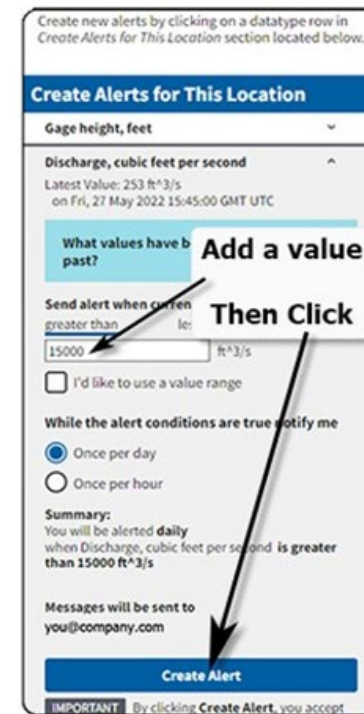 Create new alerts by clicking on a datatype row in
Create Alerts for This Location section located below.
Create Alerts for This Location
Gage height, feet
Discharge, cubic feet per second
Latest Value: 253 ft^3/s
on Fri, 27 May 2022 15:45:00 GMT UTC
What values have b
past?
Add a value
Send alert when curren
greater than les
Then Click
15000 ft^3/s
I'd like to use a value range
While the alert conditions are true notify me
Once per day
Once per hour
Summary:
You will be alerted daily
when Discharge, cubic feet per second is greater
than 15000 ft^3/s
Messages will be sent to
you@company.com
Create Alert
IMPORTANT By clicking Create Alert, you accept